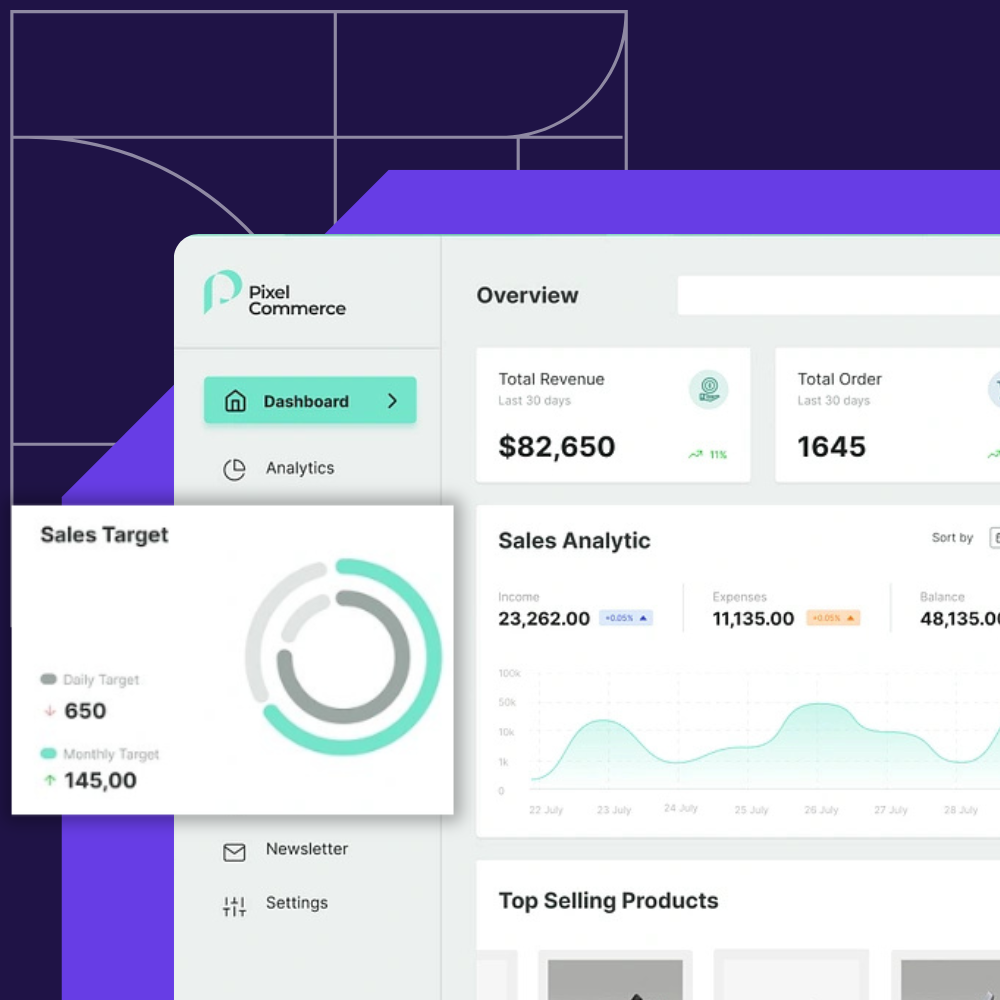 Pixel
Commerce
Overview
Dashboard
Analytics
Total Revenue
Last 30 days
$82,650
11%
Total Order
Last 30 days
1645
Sales Target
Daily Target
650
Monthly Target
145,00
Sales Analytic
Sort by
Income
23,262.00
+0.05%
Expenses
11,135.00
+0.05%
Balance
48,135.00
100k
50k
10k
1k
0
22 July
23 July
24 July
25 July
26 July
27 July
28 July
Newsletter
Settings
Top Selling Products